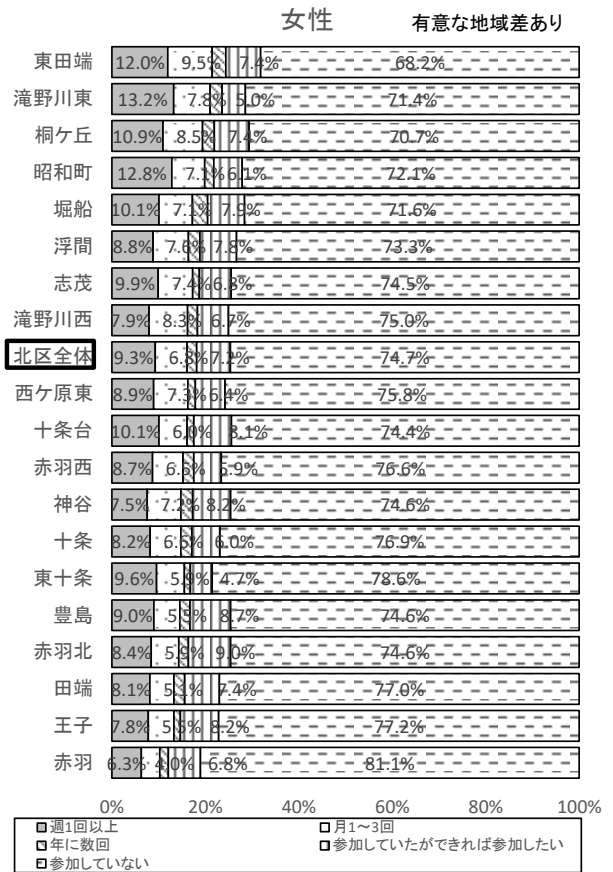 女性 有意な地域差あり
東田端 12.0% 9.5% 7.4% 68.2%
滝野川東 13.2% 7.8% 5.0% 71.4%
桐ケ丘 10.9% 8.5% 7.4% 70.7%
昭和町 12.8% 7.1% 6.1% 72.1%
堀船 10.1% 7.1% 7.9% 71.6%
浮間 8.8% 7.6% 7.8% 73.3%
志茂 9.9% 7.4% 6.3% 74.5%
滝野川西 7.9% 8.3% 6.7% 75.0%
北区全体 9.3% 6.8% 7.2% 74.7%
西ケ原東 8.9% 7.3% 6.4% 75.8%
十条台 10.1% 6.0% 8.1% 74.4%
赤羽西 8.7% 6.5% 5.9% 76.6%
神谷 7.5% 7.2% 8.2% 74.6%
十条 8.2% 6.5% 6.0% 76.9%
東十条 9.6% 5.9% 4.7% 78.6%
豊島 9.0% 5.5% 8.7% 74.6%
赤羽北 8.4% 5.9% 9.0% 74.6%
田端 8.1% 5.1% 7.4% 77.0%
王子 7.8% 5.5% 8.2% 77.2%
赤羽 6.3% 4.0% 6.8% 81.1%
0% 20% 40% 60% 80% 100%
週1回以上 月1～3回
年に数回 参加していたができれば参加したい
参加していない